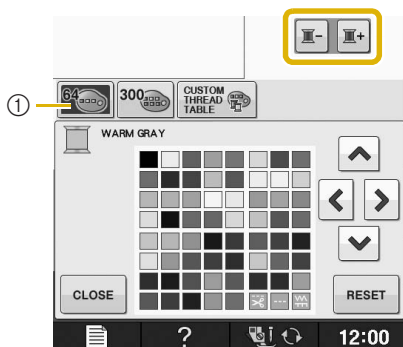 - +
①
64
300
CUSTOM
THREAD
TABLE
WARM GRAY
CLOSE
RESET
?
12:00